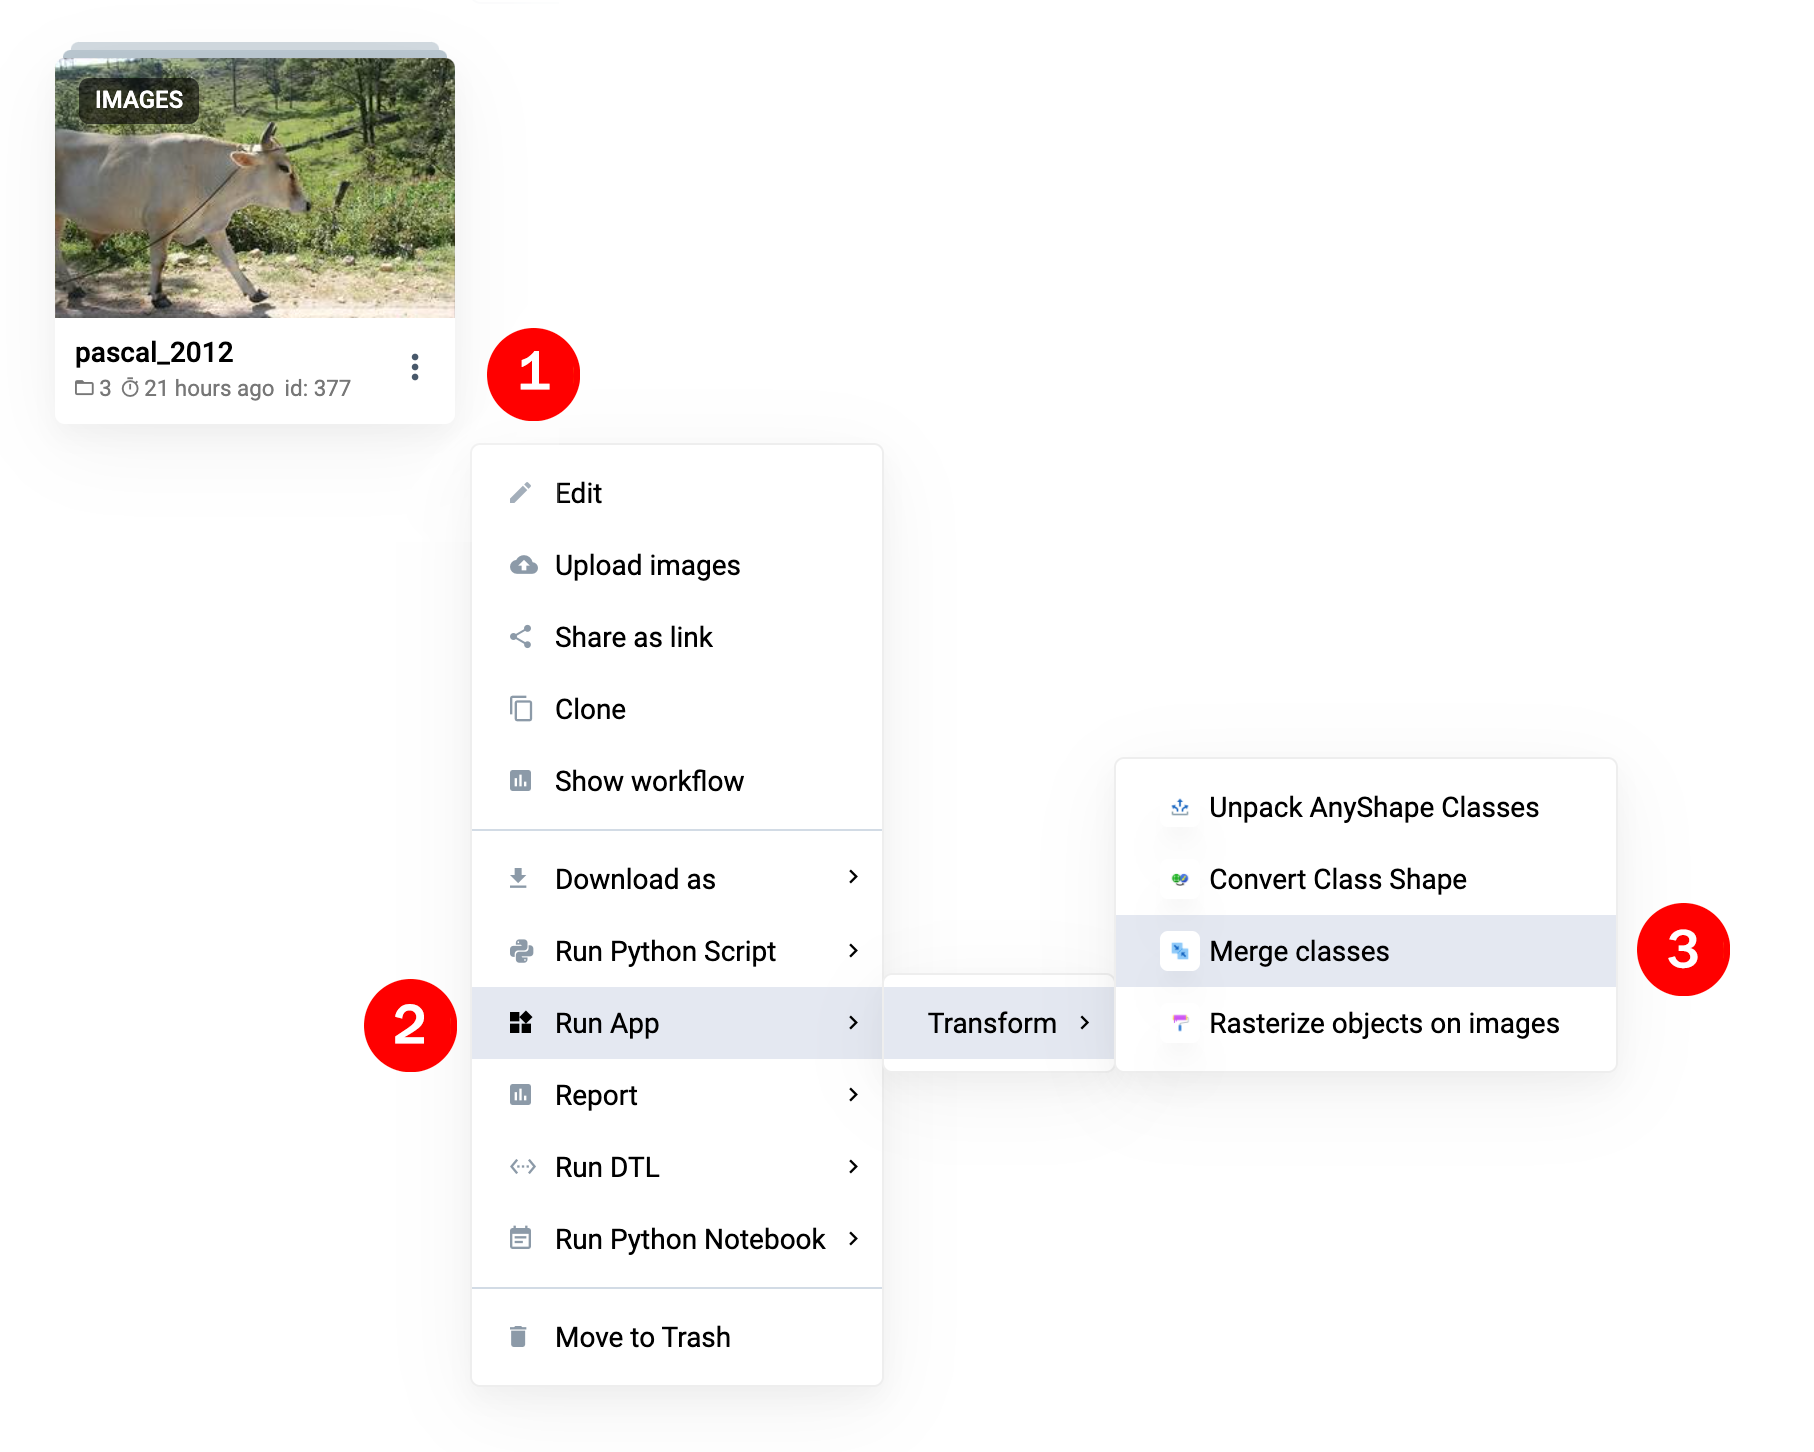 IMAGES
pascal_2012
3 21 hours ago id: 377
1
Edit
Upload images
Share as link
Clone
Show workflow
Download as
Run Python Script
2
Run App
Report
Run DTL
Run Python Notebook
Move to Trash
Transform
Unpack AnyShape Classes
Convert Class Shape
Merge classes
3
Rasterize objects on images